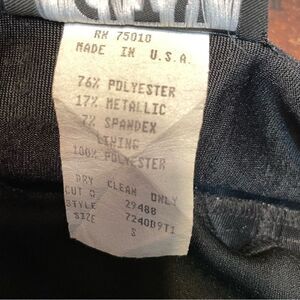 RN 75010
MADE IN U.S.A.
76% POLYESTER
17% METALLIC
7% SPANDEX
LINING
100% POLYESTER
DRY CLEAN ONLY
CUT #
STYLE 29488
SIZE 7240D9T1
S